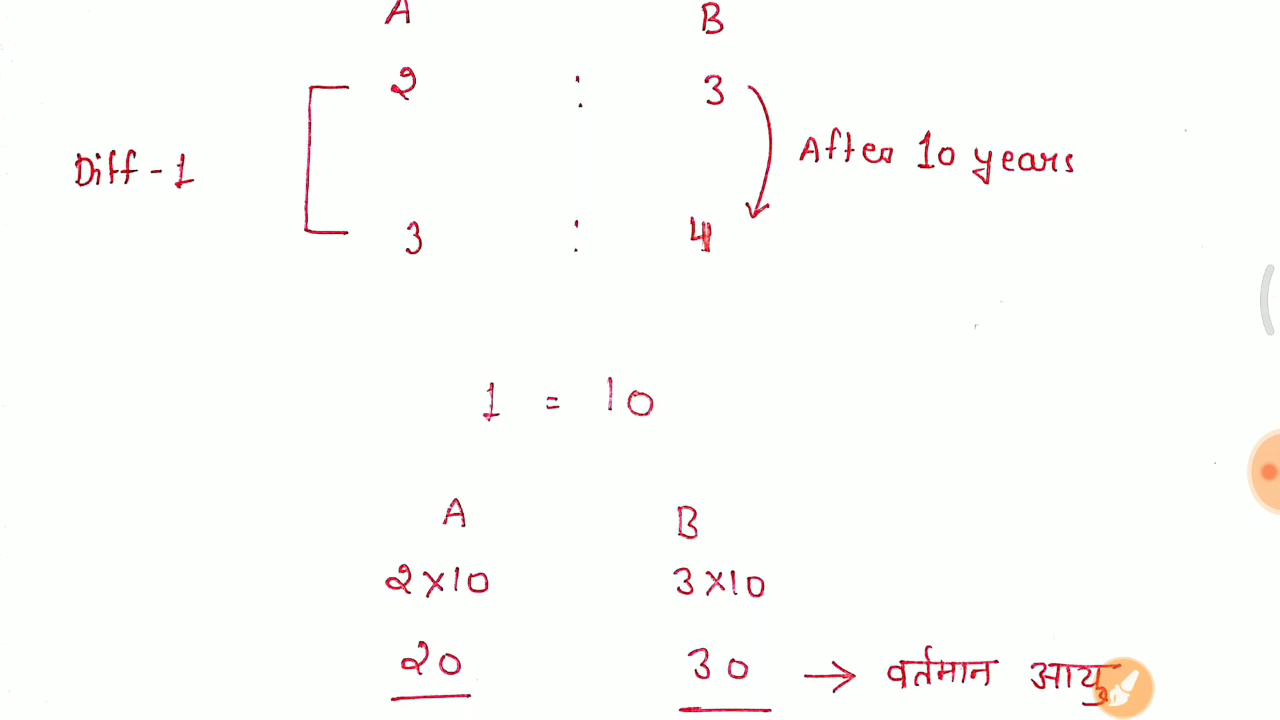 A B
2 : 3
After 10 years
Diff-1
3 : 4
1 = 10
A B
2×10 3×10
20 30 → वर्तमान आयु